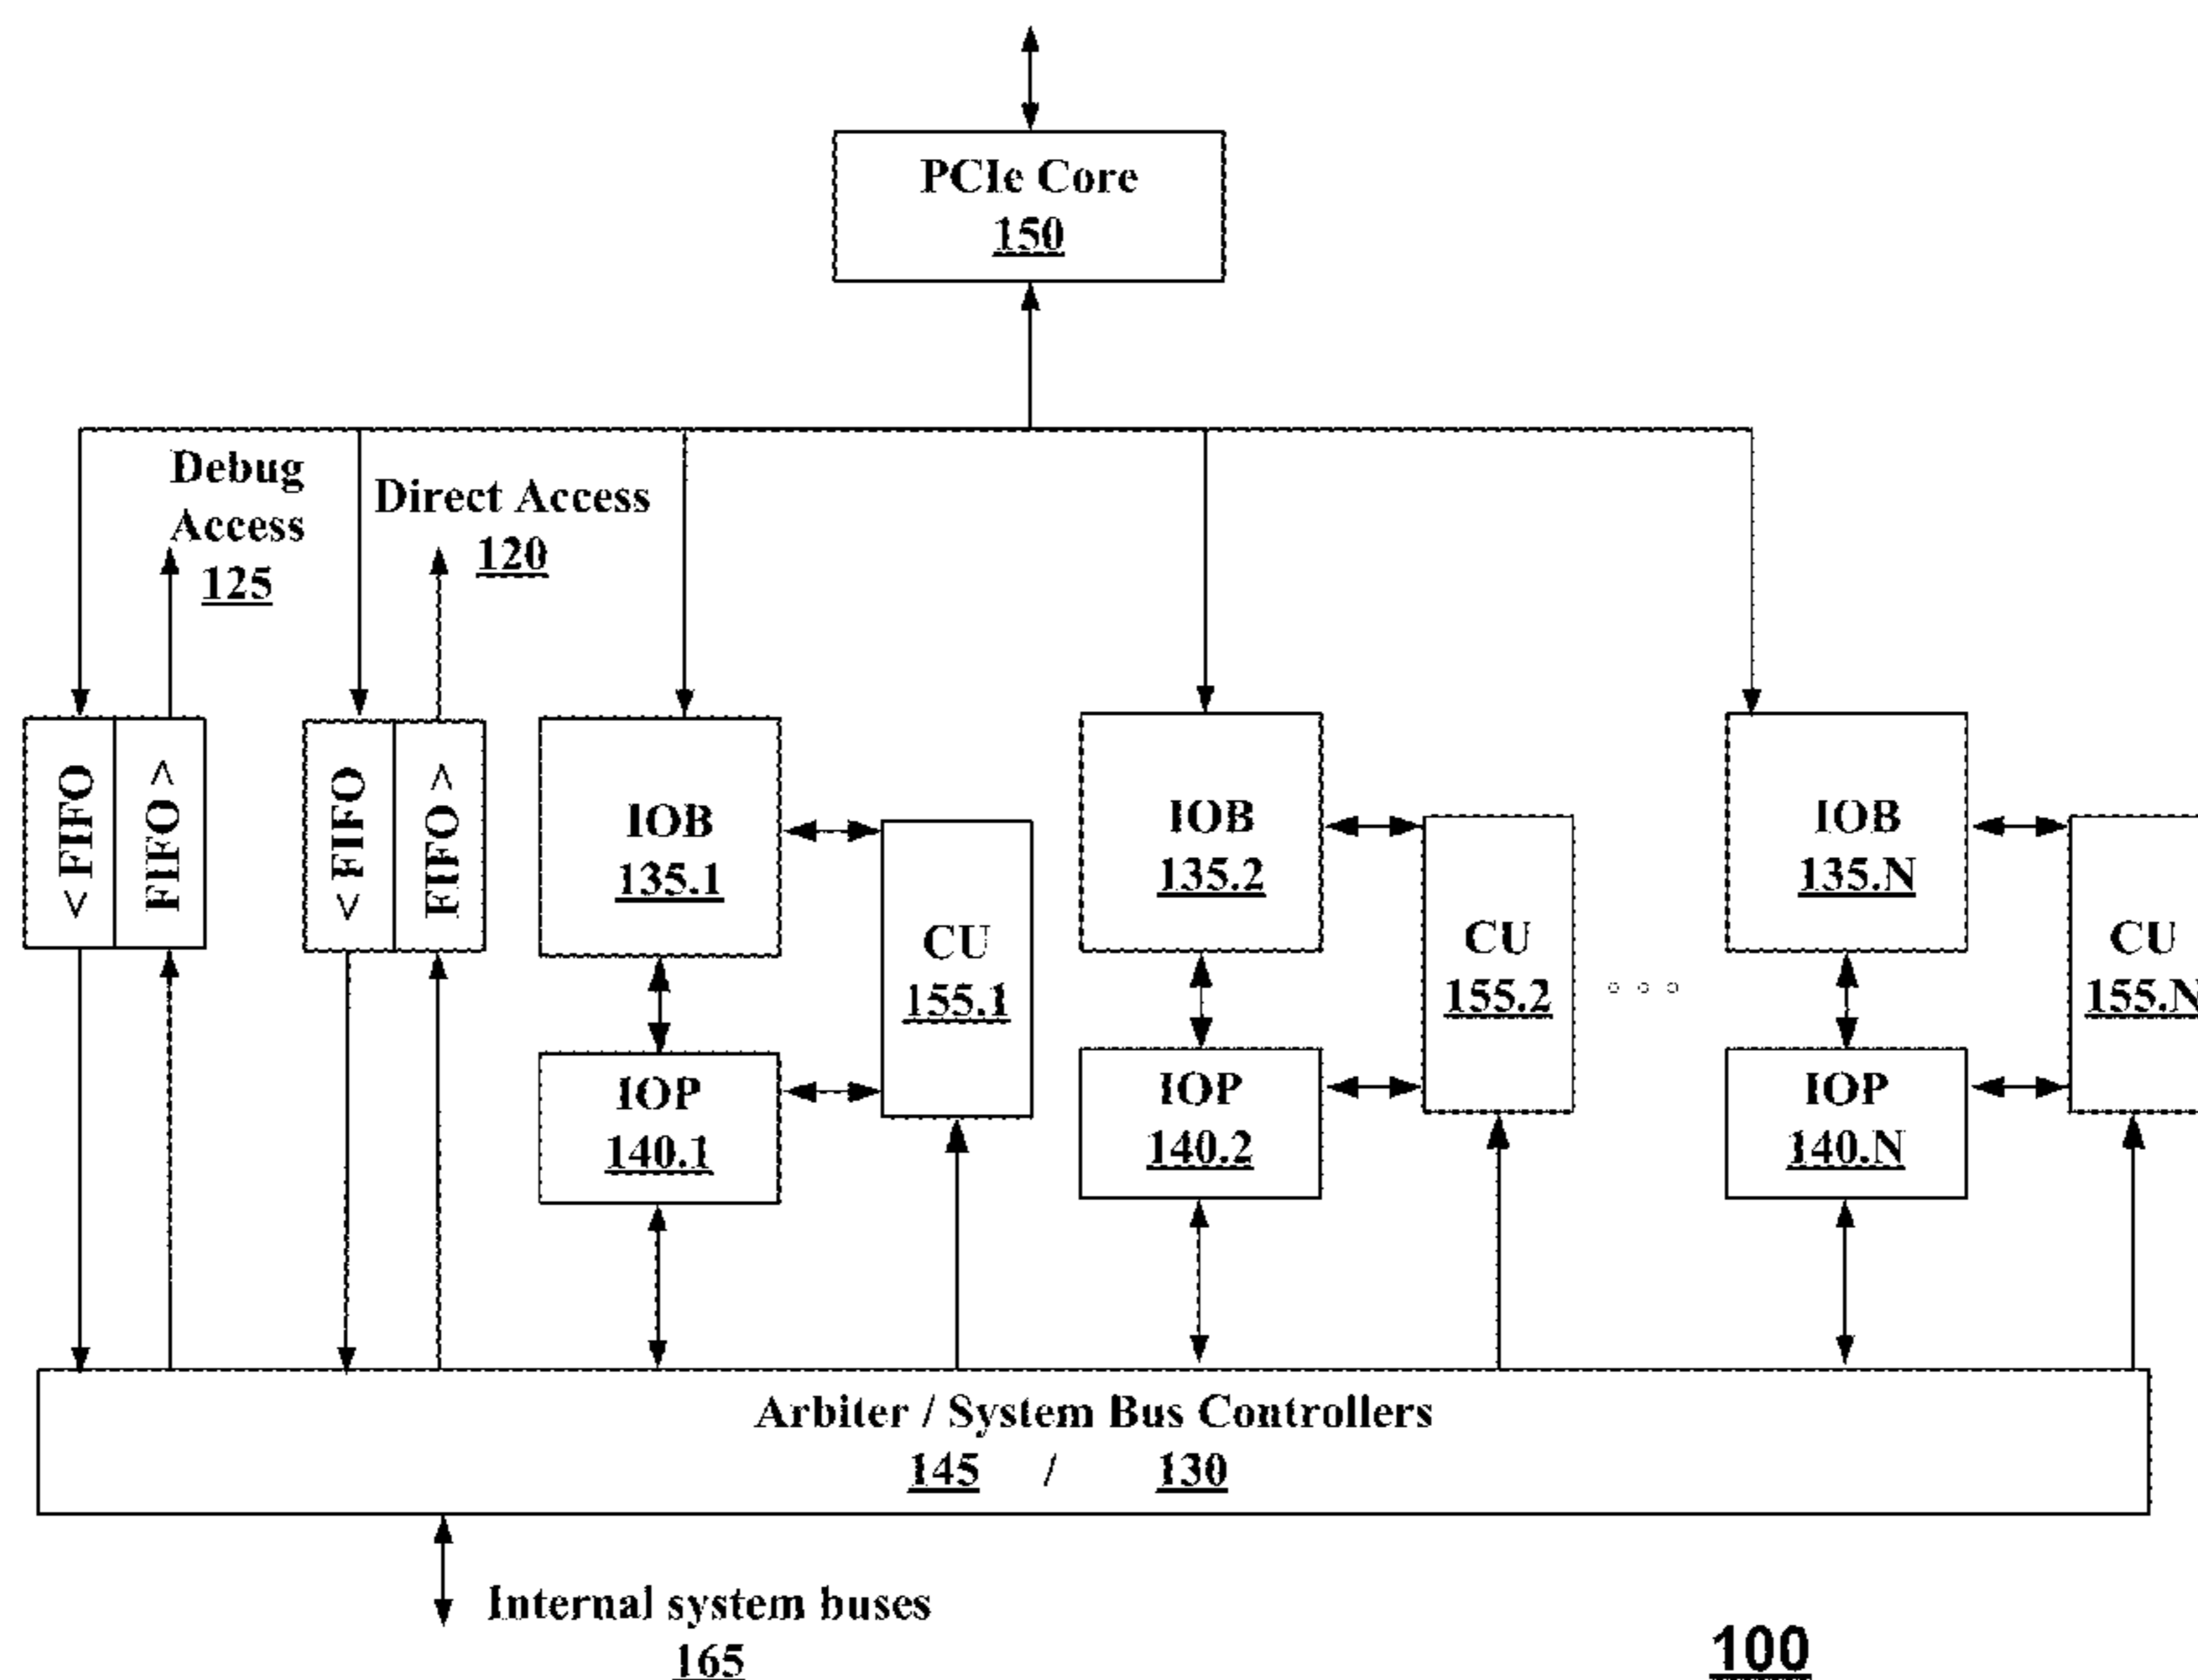 PCIe Core
150
Debug
Access
125
Direct Access
120
< FIFO
FIFO >
< FIFO
FIFO >
IOB
135.1
CU
155.1
IOP
140.1
IOB
135.2
CU
155.2
IOP
140.2
IOB
135.N
CU
155.N
IOP
140.N
Arbiter / System Bus Controllers
145 / 130
Internal system buses
165
100